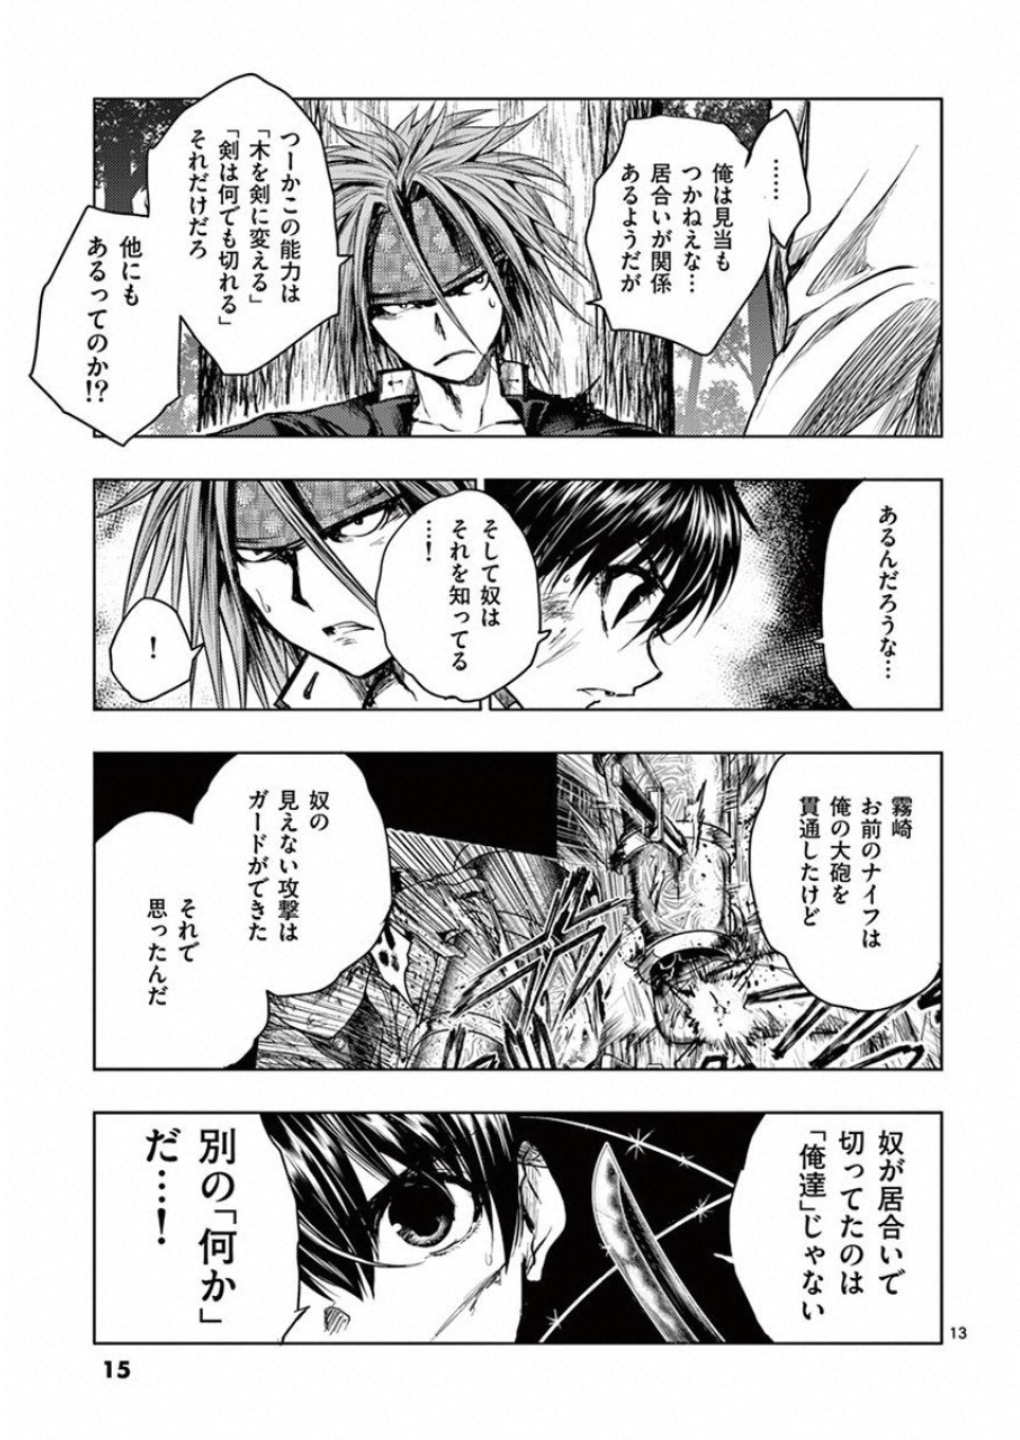 ……
俺は見当も
つかねえな…
居合いが関係
あるようだが
つーかこの能力は
「木を剣に変える」
「剣は何でも切れる」
それだけだろ
他にも
あるってのか!?
あるんだろうな…
そして奴は
それを知ってる
…!
!
霧崎
お前のナイフは
俺の大砲を
貫通したけど
奴の
見えない攻撃は
ガードができた
それで
思ったんだ
奴が居合いで
切ってたのは
「俺達」じゃない
別の「何か」
だ…!
13
15